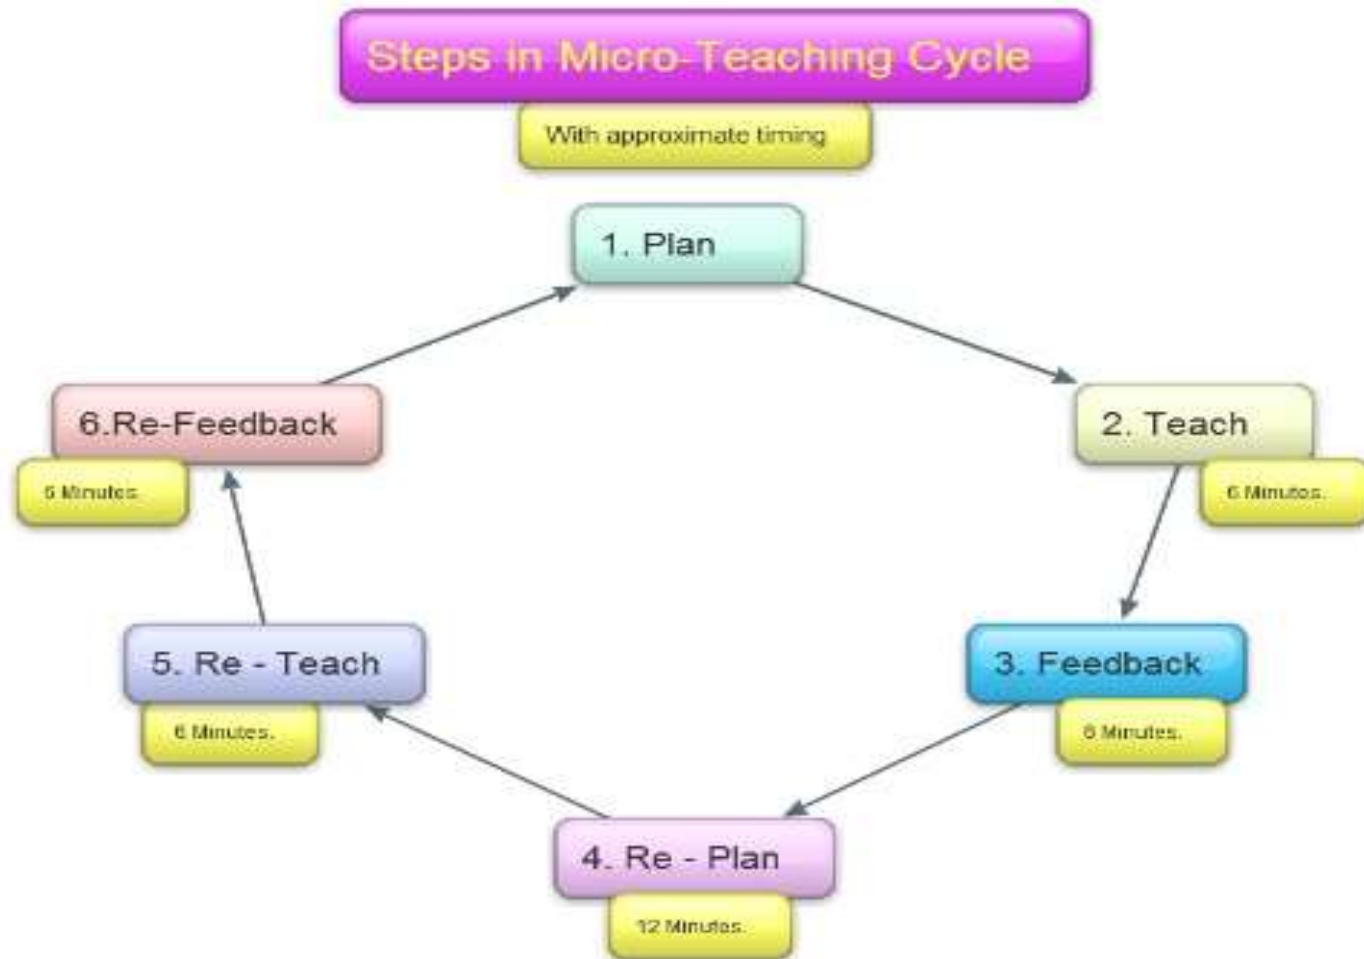 Steps in Micro-Teaching Cycle
With approximate timing
1. Plan
2. Teach
6 Minutes.
3. Feedback
6 Minutes.
4. Re - Plan
12 Minutes.
5. Re - Teach
6 Minutes.
6.Re-Feedback
Minutes.